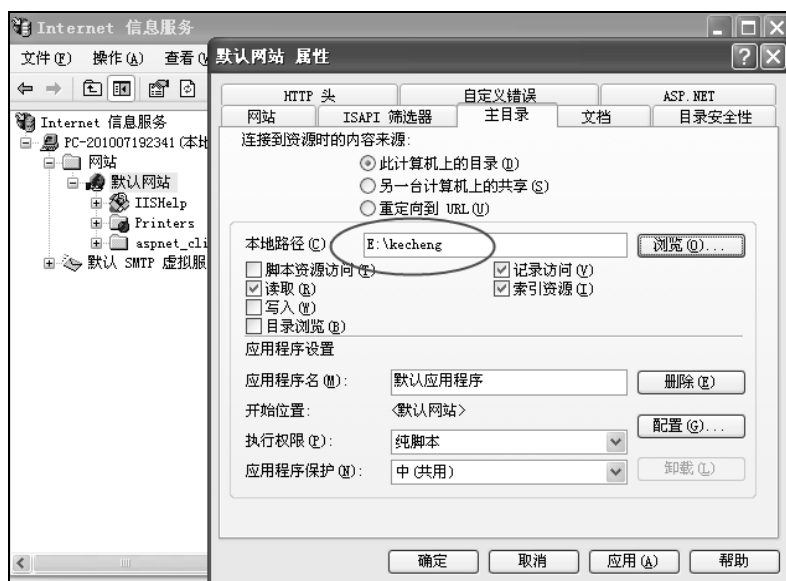 Internet 信息服务
文件(F) 操作(A) 查看(
Internet 信息服务
PC-201007192341(本地
网站
默认网站
IISHelp
Printers
aspnet_cli
默认 SMTP 虚拟服
默认网站 属性
HTTP 头 自定义错误 ASP.NET
网站 ISAPI 筛选器 主目录 文档 目录安全性
连接到资源时的内容来源:
此计算机上的目录(D)
另一台计算机上的共享(S)
重定向到 URL(U)
本地路径(C) E:\kecheng 浏览(O)...
脚本资源访问(T) 记录访问(V)
读取(R) 索引资源(I)
写入(W)
目录浏览(B)
应用程序设置
应用程序名(M): 默认应用程序 删除(E)
开始位置: <默认网站>
配置(G)...
执行权限(P): 纯脚本
应用程序保护(N): 中(共用) 卸载(L)
确定 取消 应用(A) 帮助